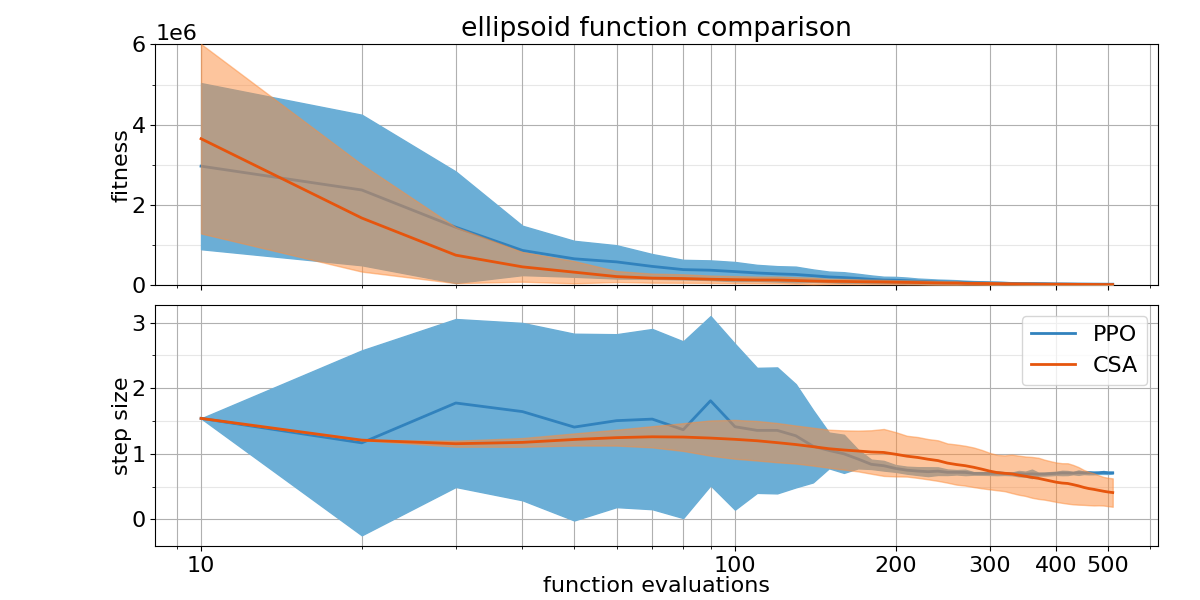 ellipsoid function comparison
1e6
6
4
2
0
fitness
3
2
1
0
step size
PPO
CSA
10
100
200
300
400
500
function evaluations